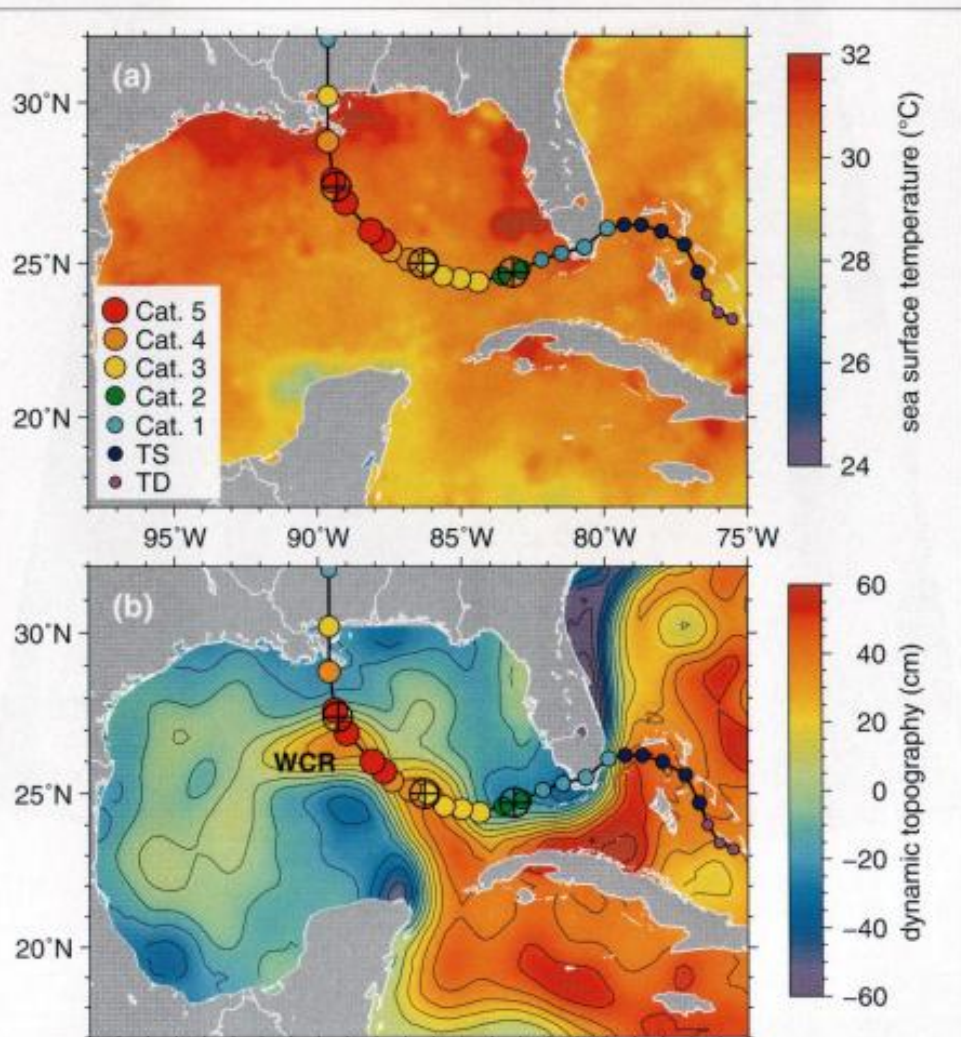 (a)
30°N
25°N
20°N
Cat. 5
Cat. 4
Cat. 3
Cat. 2
Cat. 1
TS
TD
32
30
28
26
24
sea surface temperature (°C)
95°W 90°W 85°W 80°W 75°W
(b)
30°N
25°N
20°N
WCR
60
40
20
0
−20
−40
−60
dynamic topography (cm)